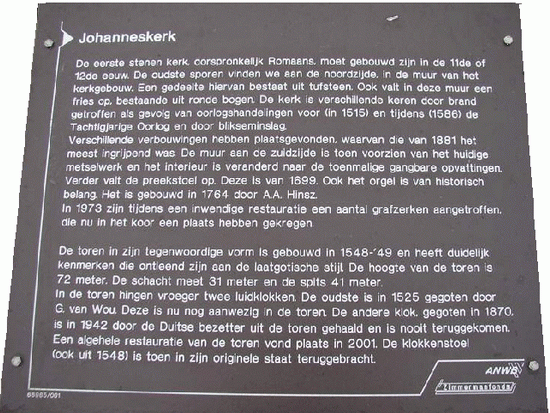 Johanneskerk
De eerste stenen kerk, oorspronkelijk Romaans, moet gebouwd zijn in de 11de of
12de eeuw. De oudste sporen vinden we aan de noordzijde, in de muur van het
kerkgebouw. Een gedeelte hiervan bestaat uit tufsteen. Ook valt in deze muur een
fries op, bestaande uit ronde bogen. De kerk is verschillende keren door brand
getroffen als gevolg van oorlogshandelingen voor (in 1515) en tijdens (1586) de
Tachtigjarige Oorlog en door blikseminslag.
Verschillende verbouwingen hebben plaatsgevonden, waarvan die van 1881 het
meest ingrijpend was. De muur aan de zuidzijde is toen voorzien van het huidige
metselwerk en het interieur is veranderd naar de toenmalige gangbare opvattingen.
Verder valt de preekstoel op. Deze is van 1699. Ook het orgel is van historisch
belang. Het is gebouwd in 1764 door A.A. Hinsz.
In 1973 zijn tijdens een inwendige restauratie een aantal grafzerken aangetroffen,
die nu in het koor een plaats hebben gekregen.
De toren in zijn tegenwoordige vorm is gebouwd in 1548-'49 en heeft duidelijk
kenmerken die ontleend zijn aan de laatgotische stijl. De hoogte van de toren is
72 meter. De schacht meet 31 meter en de spits 41 meter.
In de toren hingen vroeger twee luidklokken. De oudste is in 1525 gegoten door
G. van Wou. Deze is nu nog aanwezig in de toren. De andere klok, gegoten in 1870,
is in 1942 door de Duitse bezetter uit de toren gehaald en is nooit teruggekomen.
Een algehele restauratie van de toren vond plaats in 2001. De klokkenstoel
(ook uit 1548) is toen in zijn originele staat teruggebracht.
ANWB
Zimmermanfonds
65965/001